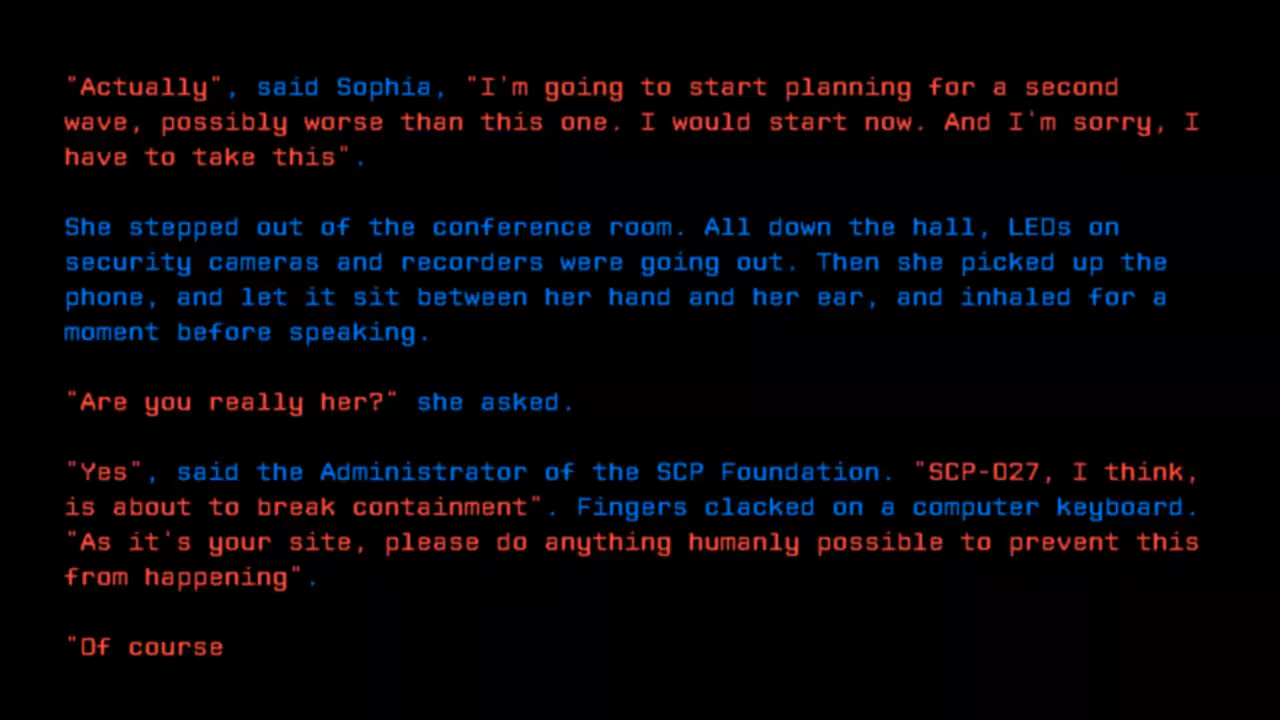 "Actually", said Sophia, "I'm going to start planning for a second
wave, possibly worse than this one. I would start now. And I'm sorry, I
have to take this".
She stepped out of the conference room. All down the hall, LEDs on
security cameras and recorders were going out. Then she picked up the
phone, and let it sit between her hand and her ear, and inhaled for a
moment before speaking.
"Are you really her?" she asked.
"Yes", said the Administrator of the SCP Foundation. "SCP-027, I think,
is about to break containment". Fingers clacked on a computer keyboard.
"As it's your site, please do anything humanly possible to prevent this
from happening".
"Of course